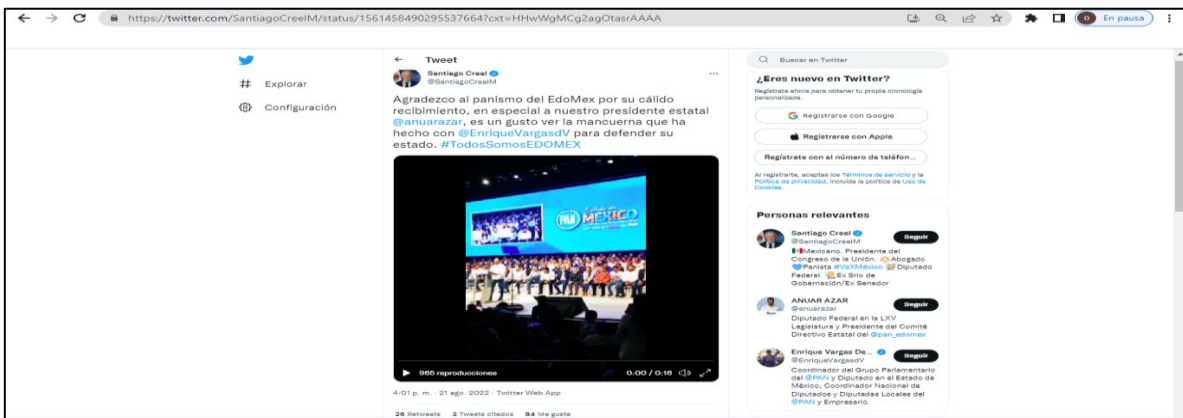 https://twitter.com/SantiagoCreelM/status/1561458490295537664?cxt=HHwWgMCg2agOtasrAAAA
En pausa
Explorar
Configuración
Tweet
Santiago Creel
@SantiagoCreelM
Agradezco al panismo del EdoMex por su cálido
recibimiento, en especial a nuestro presidente estatal
@anuarazar, es un gusto ver la mancuerna que ha
hecho con @EnriqueVargasdV para defender su
estado. #TodosSomosEDOMEX
PAN
Estado de
MÉXICO
965 reproducciones
0:00 / 0:16
4:01 p. m. · 21 ago. 2022 · Twitter Web App
26 Retweets 2 Tweets citados 84 Me gusta
Buscar en Twitter
¿Eres nuevo en Twitter?
Regístrate ahora para obtener tu propia cronología
personalizada.
Registrarse con Google
Registrarse con Apple
Regístrate con el número de teléfon...
Al registrarte, aceptas los Términos de servicio y la
Política de privacidad, incluida la política de Uso de
Cookies.
Personas relevantes
Santiago Creel
@SantiagoCreelM
Seguir
Mexicano. Presidente del
Congreso de la Unión. Abogado
Panista #VaXMéxico Diputado
Federal. Ex Srio de
Gobernación/Ex Senador
ANUAR AZAR
@anuarazar
Seguir
Diputado Federal en la LXV
Legislatura y Presidente del Comité
Directivo Estatal del @pan_edomex
Enrique Vargas De...
@EnriqueVargasdV
Seguir
Coordinador del Grupo Parlamentario
del @PAN y Diputado en el Estado de
México; Coordinador Nacional de
Diputados y Diputadas Locales del
@PAN y Empresario.